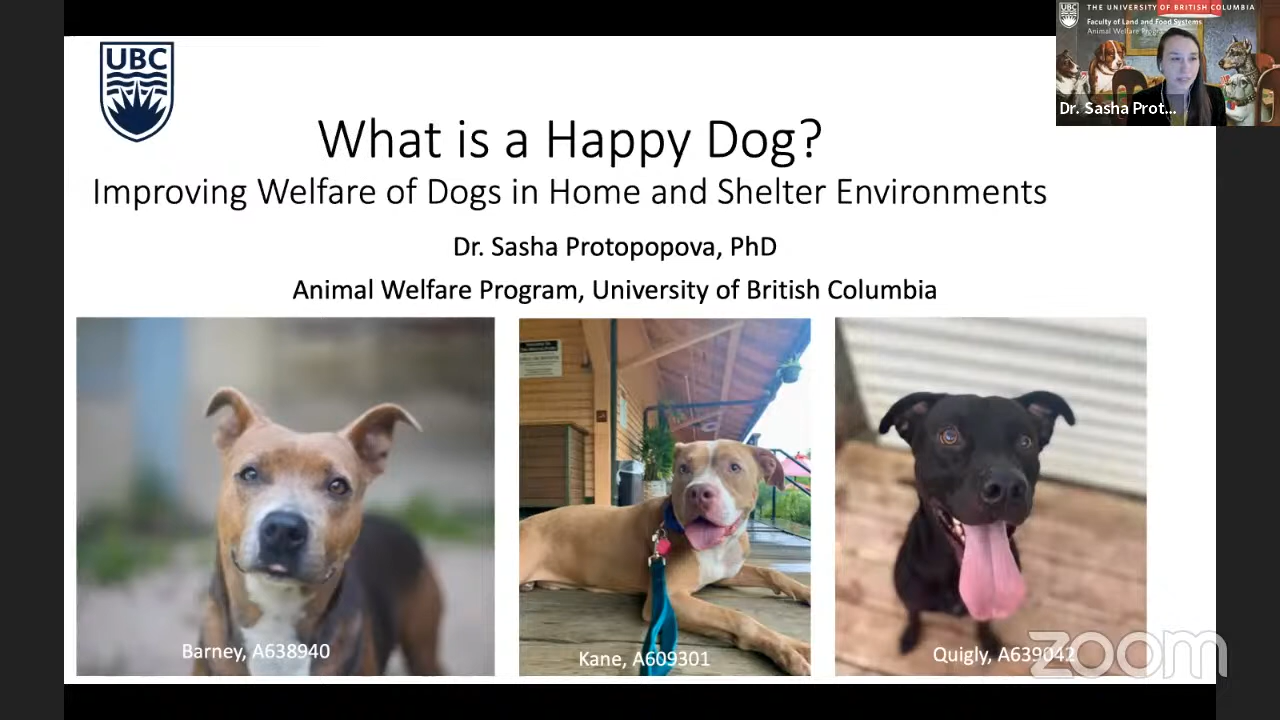 UBC
THE UNIVERSITY OF BRITISH COLUMBIA
Faculty of Land and Food Systems
Animal Welfare Program
Dr. Sasha Prot...
What is a Happy Dog?
Improving Welfare of Dogs in Home and Shelter Environments
Dr. Sasha Protopopova, PhD
Animal Welfare Program, University of British Columbia
Barney, A638940
Kane, A609301
Quigly, A639042
zoom